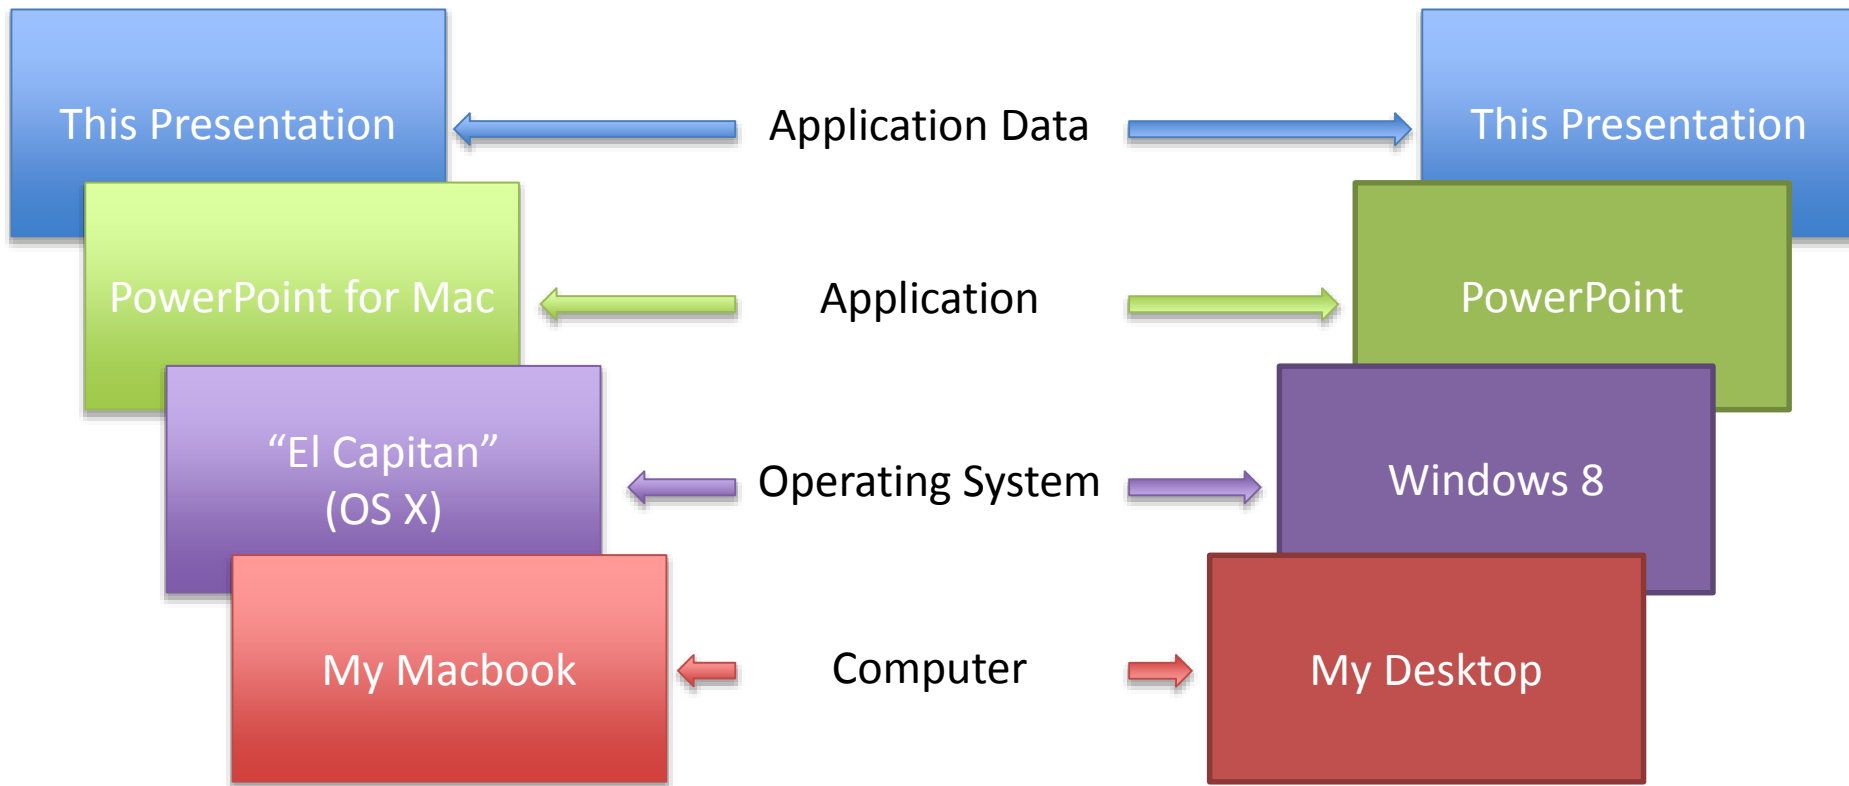 This Presentation
Application Data
This Presentation
PowerPoint for Mac
Application
PowerPoint
“El Capitan”
(OS X)
Operating System
Windows 8
My Macbook
Computer
My Desktop